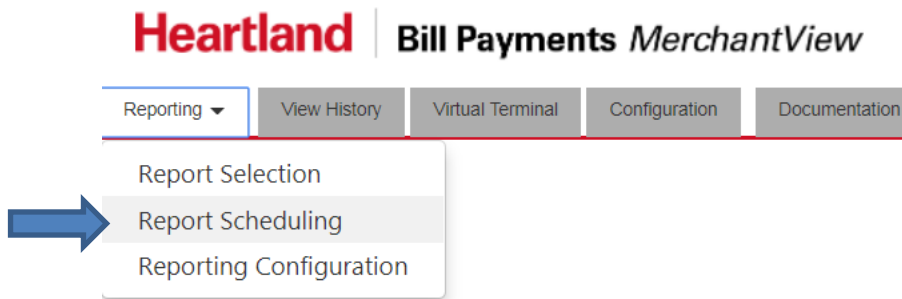 Heartland Bill Payments MerchantView
Reporting View History Virtual Terminal Configuration Documentation
Report Selection
Report Scheduling
Reporting Configuration